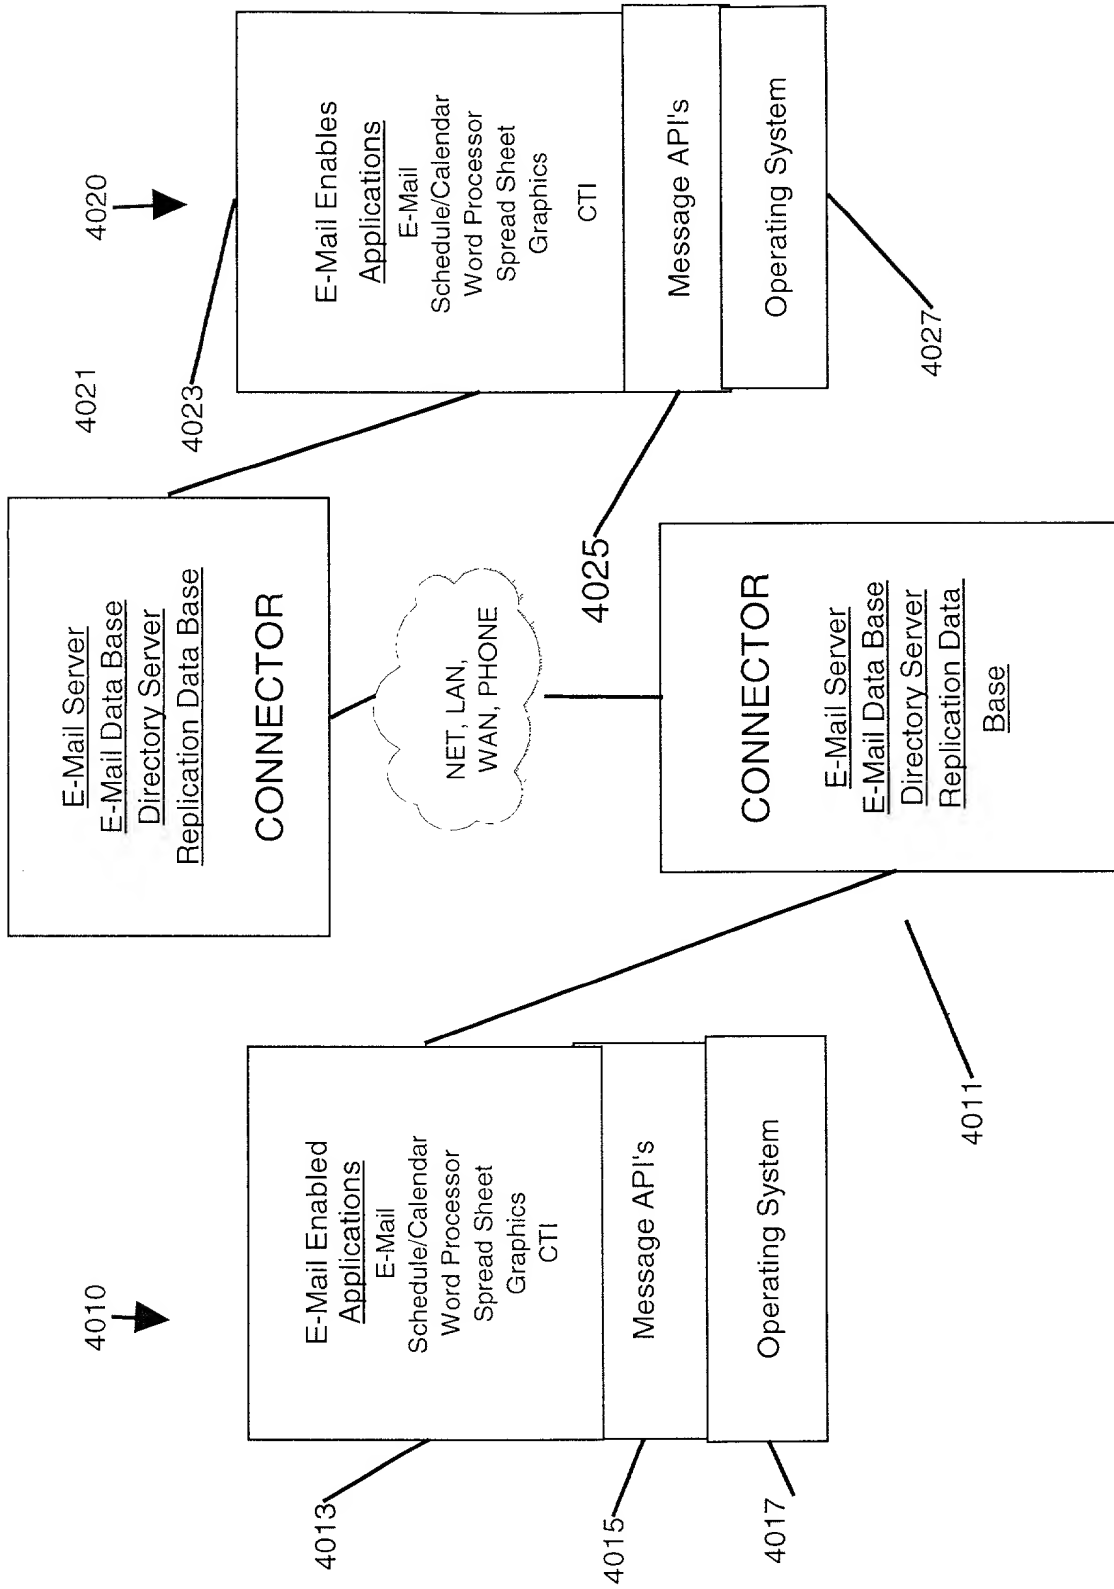 4010
E-Mail Enabled
Applications
E-Mail
Schedule/Calendar
Word Processor
Spread Sheet
Graphics
CTI
Message API's
Operating System
4013
4015
4017
4011
E-Mail Server
E-Mail Data Base
Directory Server
Replication Data Base
CONNECTOR
NET, LAN,
WAN, PHONE
CONNECTOR
E-Mail Server
E-Mail Data Base
Directory Server
Replication Data
Base
4020
4021
4023
4025
4027
E-Mail Enables
Applications
E-Mail
Schedule/Calendar
Word Processor
Spread Sheet
Graphics
CTI
Message API's
Operating System